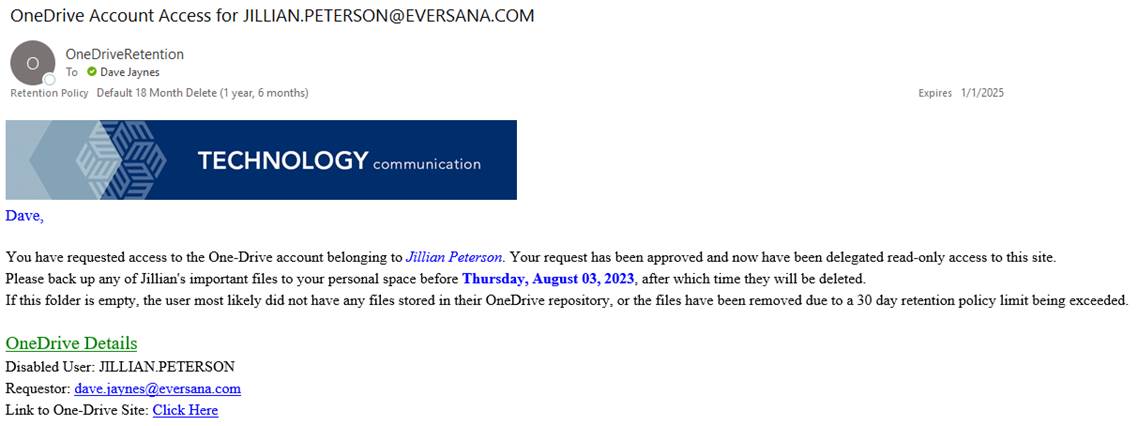 OneDrive Account Access for JILLIAN.PETERSON@EVERSANA.COM
O
OneDriveRetention
To Dave Jaynes
Retention Policy Default 18 Month Delete (1 year, 6 months) Expires 1/1/2025
TECHNOLOGY communication
Dave,
You have requested access to the One-Drive account belonging to Jillian Peterson. Your request has been approved and now have been delegated read-only access to this site.
Please back up any of Jillian's important files to your personal space before Thursday, August 03, 2023, after which time they will be deleted.
If this folder is empty, the user most likely did not have any files stored in their OneDrive repository, or the files have been removed due to a 30 day retention policy limit being exceeded.
OneDrive Details
Disabled User: JILLIAN.PETERSON
Requestor: dave.jaynes@eversana.com
Link to One-Drive Site: Click Here